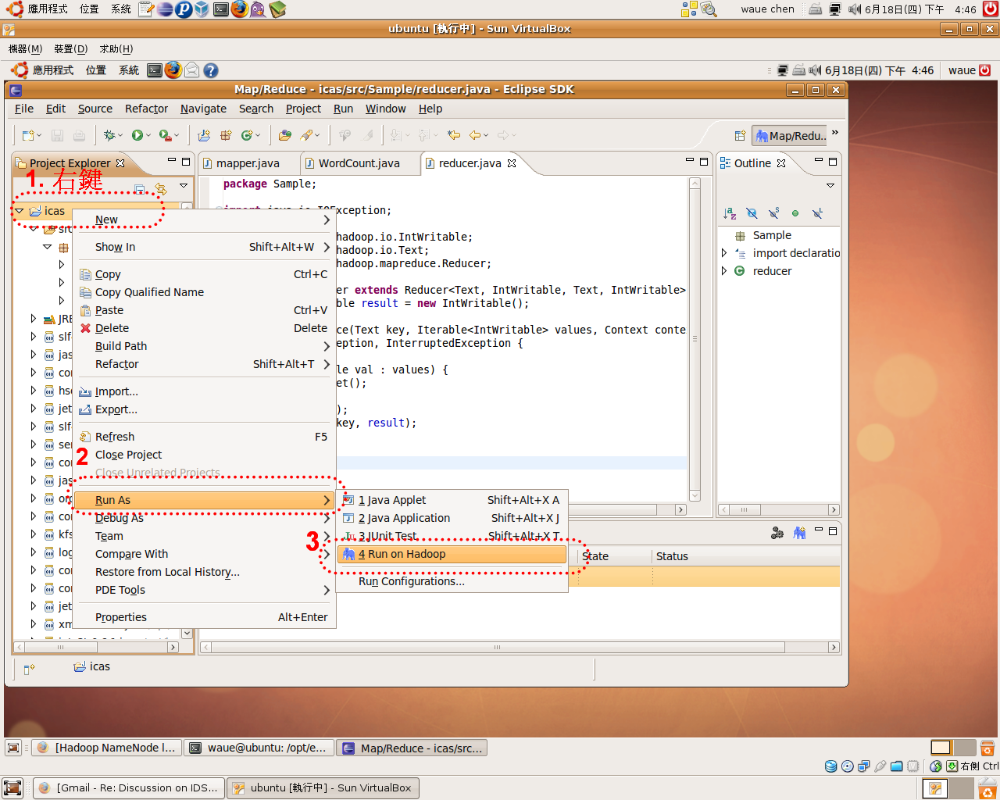 應用程式 位置 系統 waue chen 6月18日(四) 下午 4:46
ubuntu [執行中] - Sun VirtualBox
機器(M) 裝置(D) 求助(H)
應用程式 位置 系統 6月18日(四) 下午 4:46 waue
Map/Reduce - icas/src/Sample/reducer.java - Eclipse SDK
File Edit Source Refactor Navigate Search Project Run Window Help
Map/Redu.. »
Project Explorer mapper.java WordCount.java reducer.java Outline
1. 右鍵
icas
src
JRE
slf
jas
hsq
jet
slf
ser
jas
org
kfs
log
jet
xm
New
Show In Shift+Alt+W
Copy Ctrl+C
Copy Qualified Name
Paste Ctrl+V
Delete Delete
Build Path
Refactor Shift+Alt+T
Import...
Export...
Refresh F5
2
Close Project
Close Unrelated Projects
Run As
Debug As
Team
Compare With
Restore from Local History...
PDE Tools
Properties Alt+Enter
1 Java Applet Shift+Alt+X A
2 Java Application Shift+Alt+X J
3 JUnit Test Shift+Alt+X T
3
4 Run on Hadoop
Run Configurations...
package Sample;
import java.io.IOException;
hadoop.io.IntWritable;
hadoop.io.Text;
hadoop.mapreduce.Reducer;
er extends Reducer<Text, IntWritable, Text, IntWritable>
ble result = new IntWritable();
ce(Text key, Iterable<IntWritable> values, Context conte
eption, InterruptedException {
le val : values) {
et();
);
key, result);
Sample
import declaratio
reducer
State Status
icas
[Hadoop NameNode l... waue@ubuntu: /opt/e... Map/Reduce - icas/src...
右側 Ctrl
[Gmail - Re: Discussion on IDS... ubuntu [執行中] - Sun VirtualBox